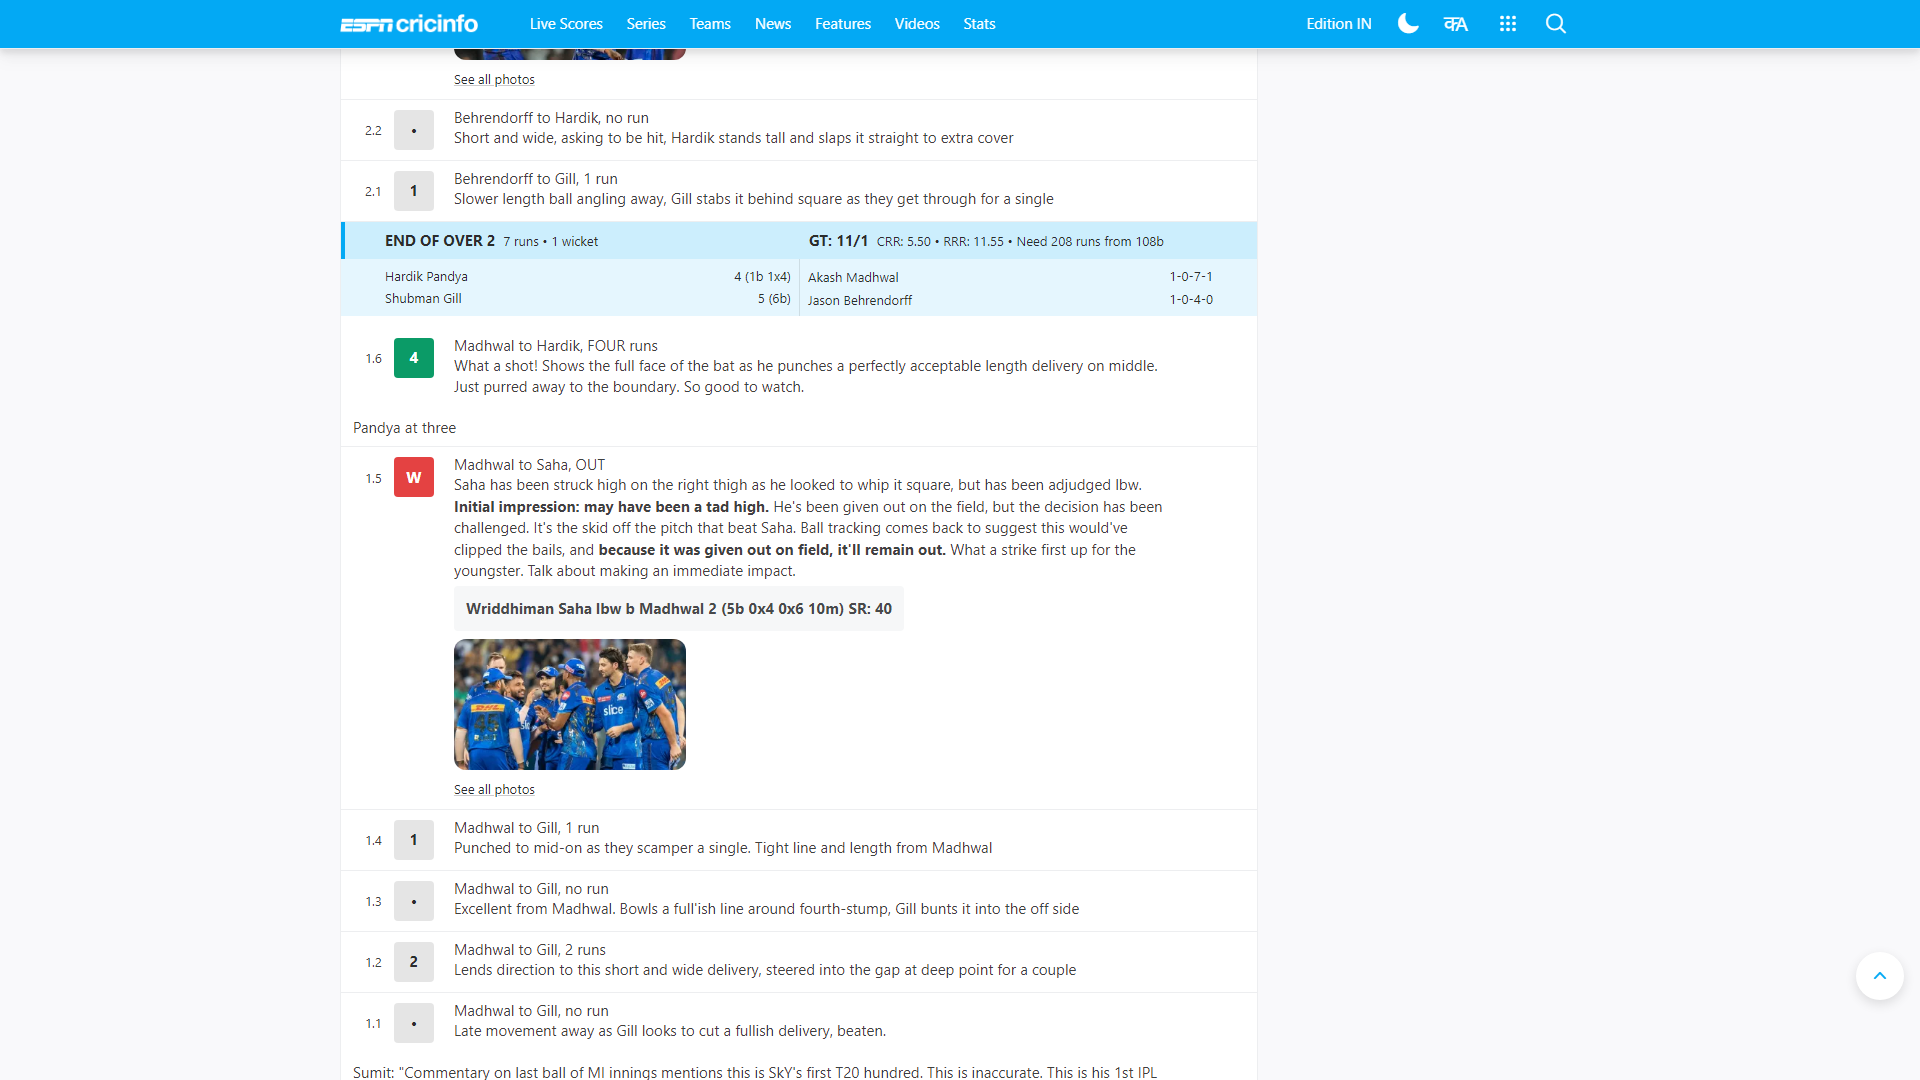 ESPN cricinfo Live Scores Series Teams News Features Videos Stats Edition IN कA
See all photos
2.2 • Behrendorff to Hardik, no run
Short and wide, asking to be hit, Hardik stands tall and slaps it straight to extra cover
2.1 1 Behrendorff to Gill, 1 run
Slower length ball angling away, Gill stabs it behind square as they get through for a single
END OF OVER 2 7 runs • 1 wicket GT: 11/1 CRR: 5.50 • RRR: 11.55 • Need 208 runs from 108b
Hardik Pandya 4 (1b 1x4) Akash Madhwal 1-0-7-1
Shubman Gill 5 (6b) Jason Behrendorff 1-0-4-0
1.6 4 Madhwal to Hardik, FOUR runs
What a shot! Shows the full face of the bat as he punches a perfectly acceptable length delivery on middle.
Just purred away to the boundary. So good to watch.
Pandya at three
1.5 W Madhwal to Saha, OUT
Saha has been struck high on the right thigh as he looked to whip it square, but has been adjudged lbw.
Initial impression: may have been a tad high. He's been given out on the field, but the decision has been
challenged. It's the skid off the pitch that beat Saha. Ball tracking comes back to suggest this would've
clipped the bails, and because it was given out on field, it'll remain out. What a strike first up for the
youngster. Talk about making an immediate impact.
Wriddhiman Saha lbw b Madhwal 2 (5b 0x4 0x6 10m) SR: 40
DHL
slice
See all photos
1.4 1 Madhwal to Gill, 1 run
Punched to mid-on as they scamper a single. Tight line and length from Madhwal
1.3 • Madhwal to Gill, no run
Excellent from Madhwal. Bowls a full'ish line around fourth-stump, Gill bunts it into the off side
1.2 2 Madhwal to Gill, 2 runs
Lends direction to this short and wide delivery, steered into the gap at deep point for a couple
1.1 • Madhwal to Gill, no run
Late movement away as Gill looks to cut a fullish delivery, beaten.
Sumit: "Commentary on last ball of MI innings mentions this is SkY's first T20 hundred. This is inaccurate. This is his 1st IPL